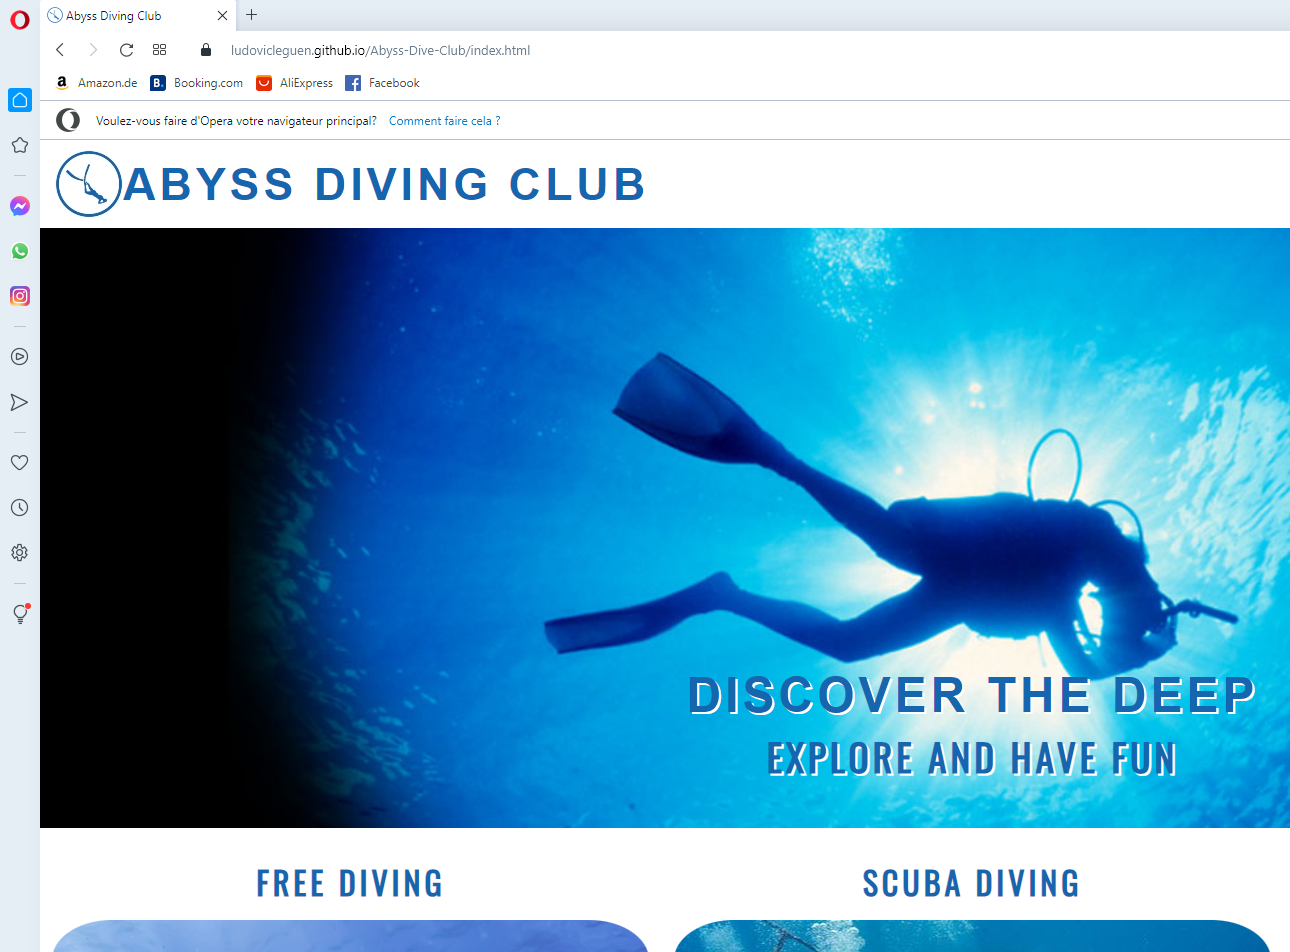 Abyss Diving Club
ludovicleguen.github.io/Abyss-Dive-Club/index.html
a Amazon.de B. Booking.com AliExpress f Facebook
Voulez-vous faire d'Opera votre navigateur principal? Comment faire cela ?
ABYSS DIVING CLUB
DISCOVER THE DEEP
EXPLORE AND HAVE FUN
FREE DIVING SCUBA DIVING